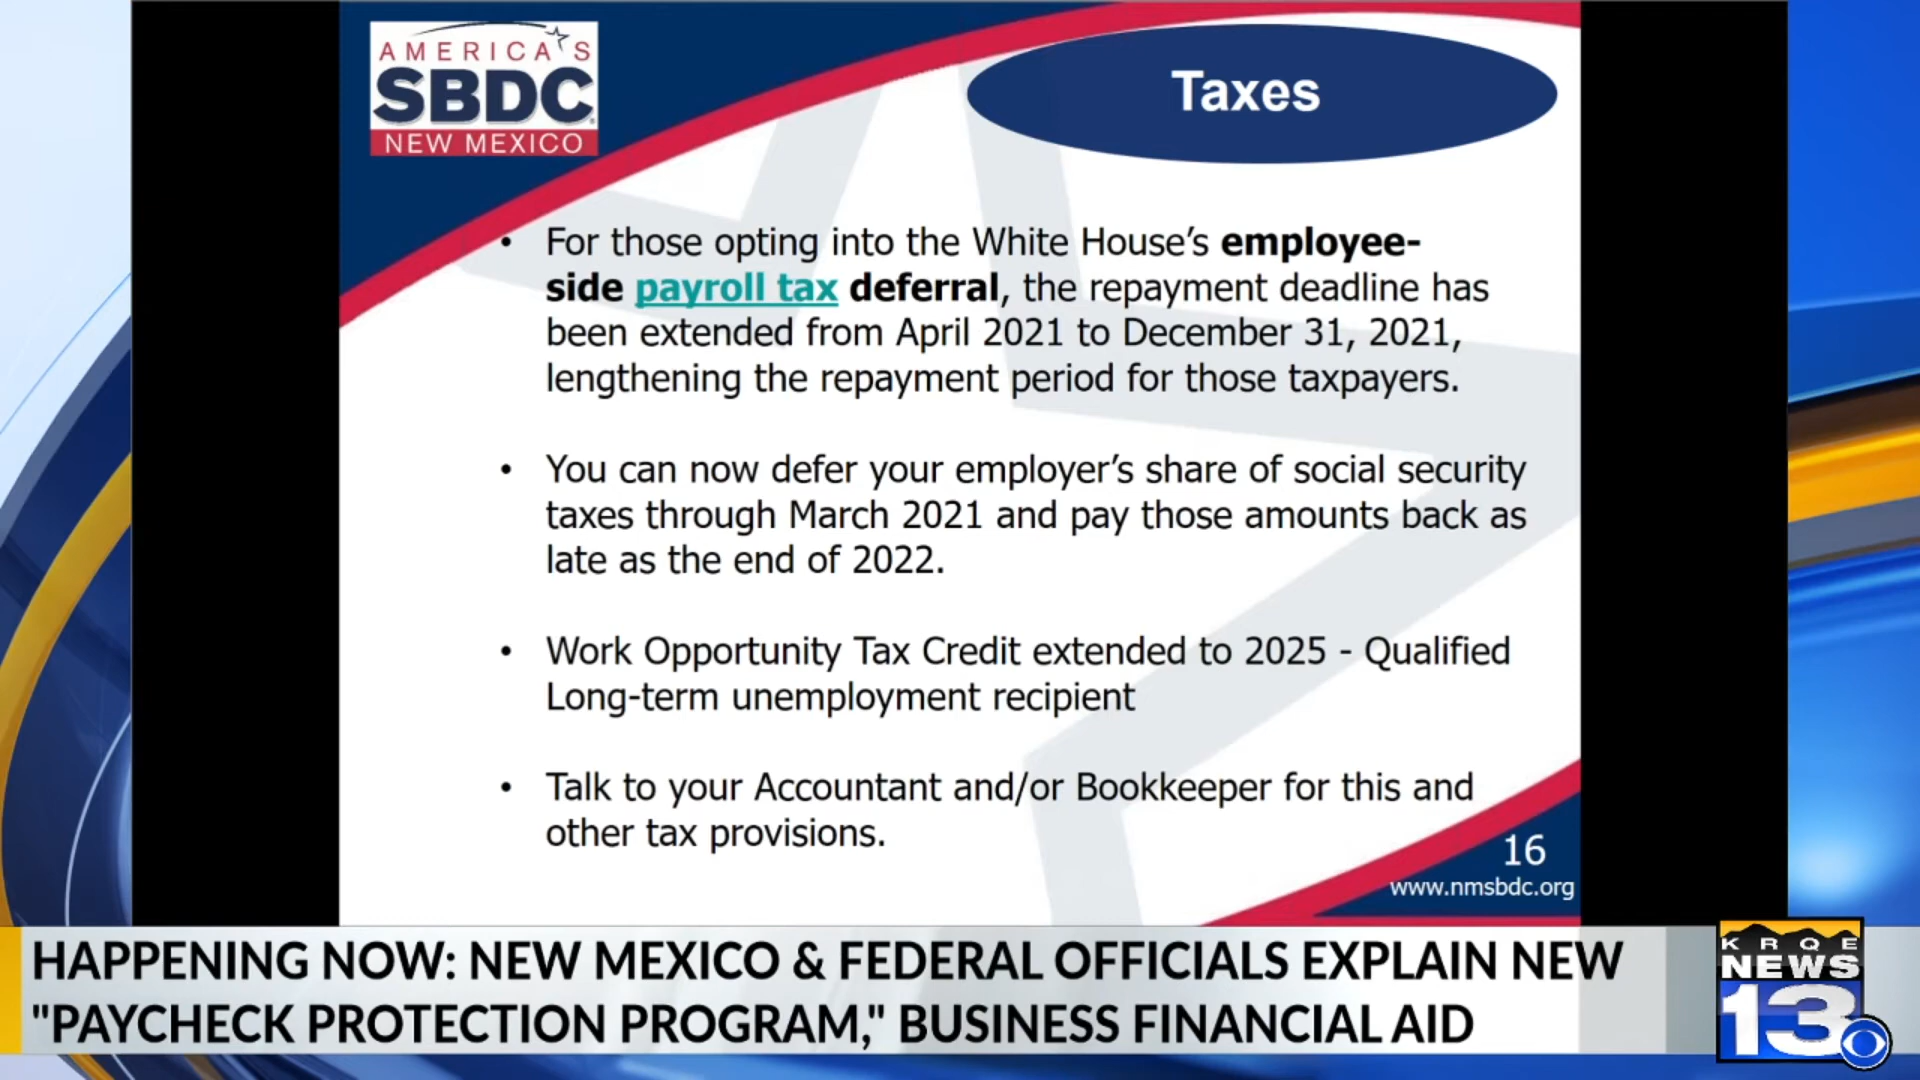 AMERICA'S
SBDC
NEW MEXICO
Taxes
• For those opting into the White House’s employee-
side payroll tax deferral, the repayment deadline has
been extended from April 2021 to December 31, 2021,
lengthening the repayment period for those taxpayers.
• You can now defer your employer’s share of social security
taxes through March 2021 and pay those amounts back as
late as the end of 2022.
• Work Opportunity Tax Credit extended to 2025 - Qualified
Long-term unemployment recipient
• Talk to your Accountant and/or Bookkeeper for this and
other tax provisions.
16
www.nmsbdc.org
HAPPENING NOW: NEW MEXICO & FEDERAL OFFICIALS EXPLAIN NEW
"PAYCHECK PROTECTION PROGRAM," BUSINESS FINANCIAL AID
KRQE
NEWS
13